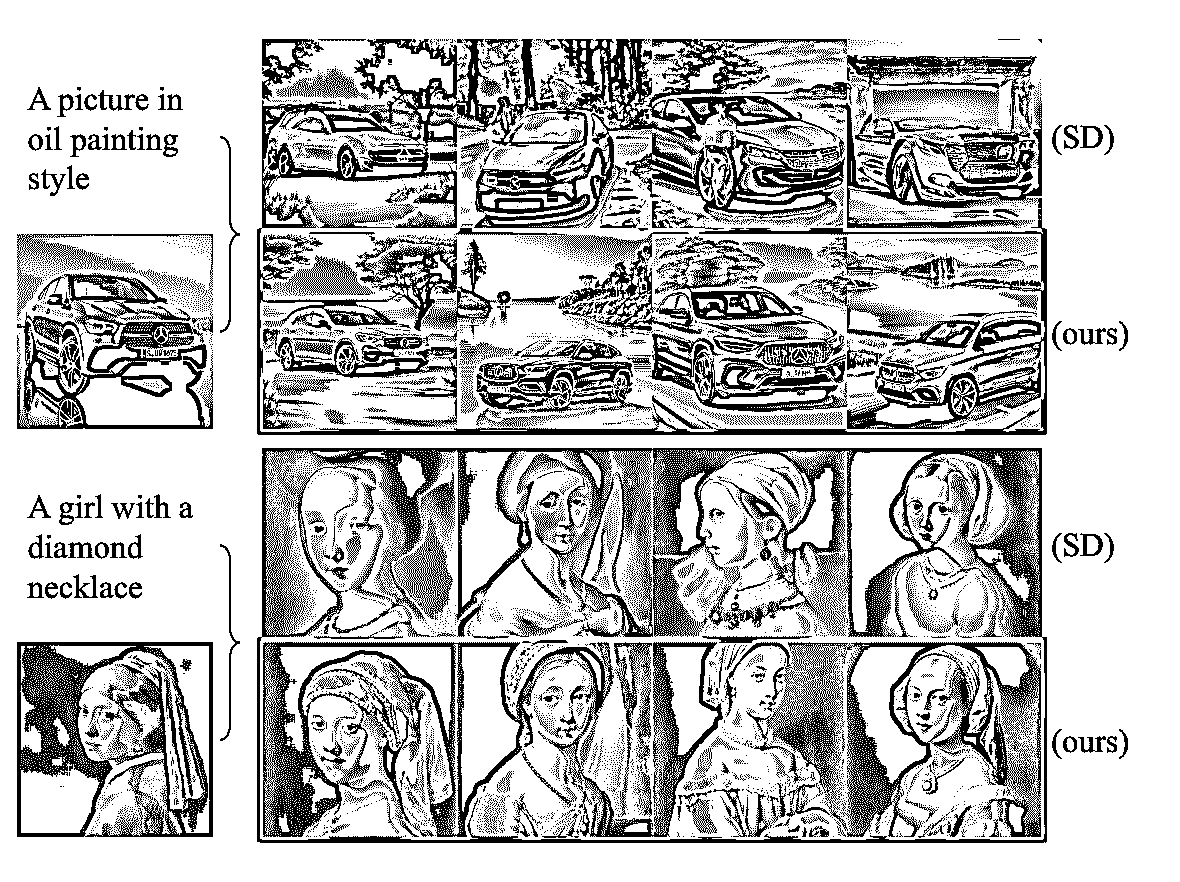 A picture in
oil painting
style
(SD)
(ours)
A girl with a
diamond
necklace
(SD)
(ours)